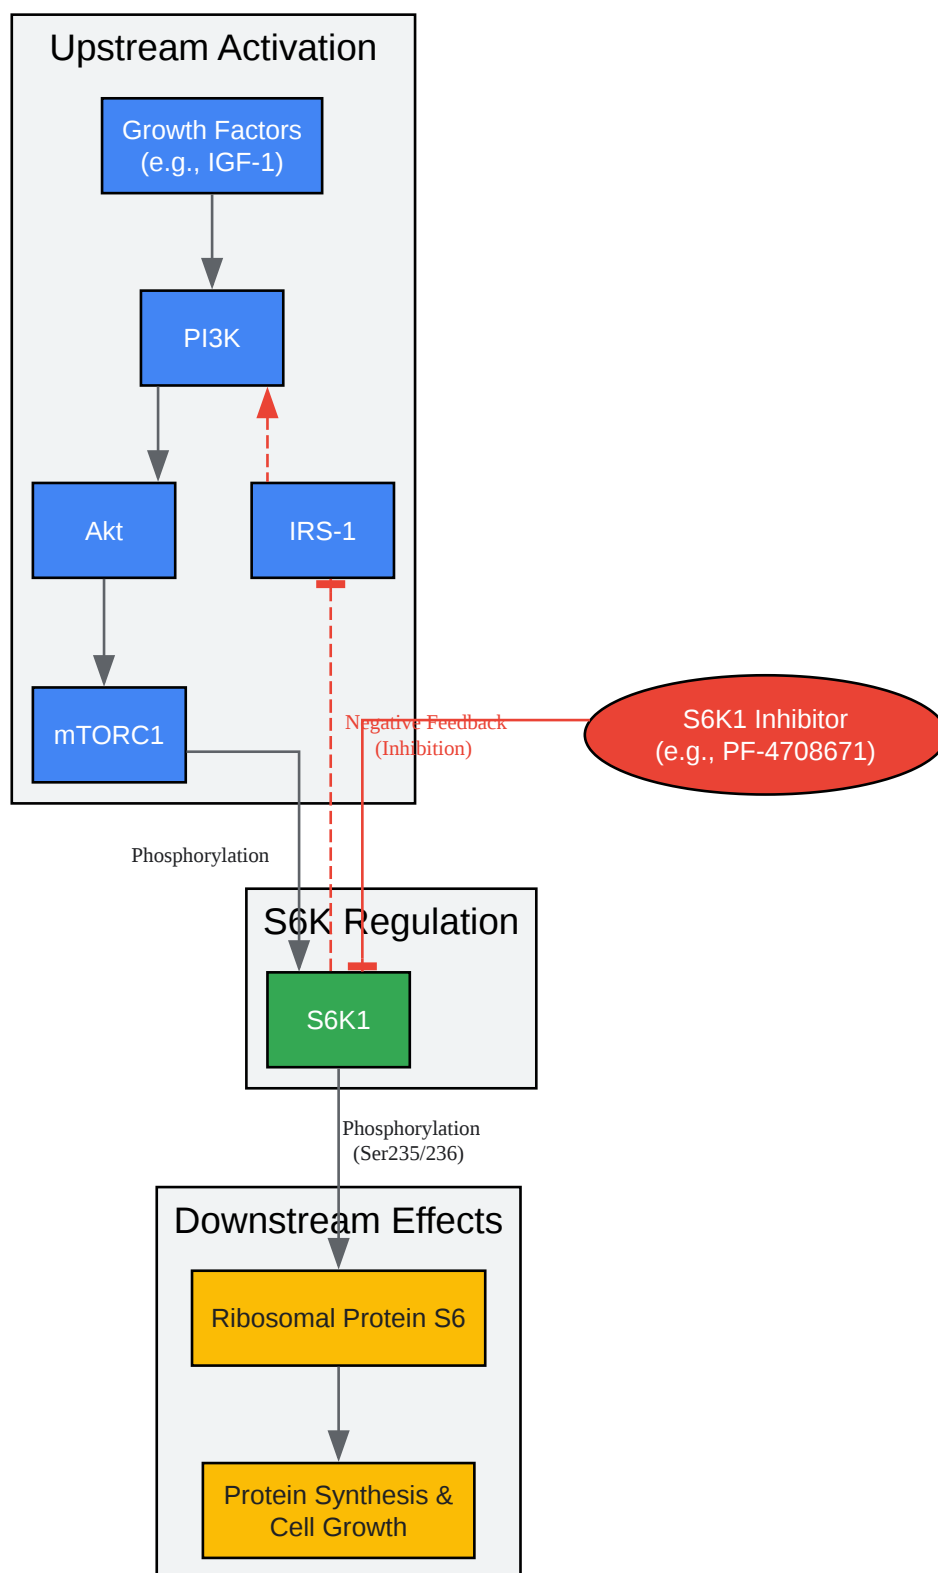 Upstream Activation
Growth Factors
(e.g., IGF-1)
PI3K
Akt
IRS-1
mTORC1
Negative Feedback
(Inhibition)
S6K1 Inhibitor
(e.g., PF-4708671)
Phosphorylation
S6K Regulation
S6K1
Phosphorylation
(Ser235/236)
Downstream Effects
Ribosomal Protein S6
Protein Synthesis &
Cell Growth